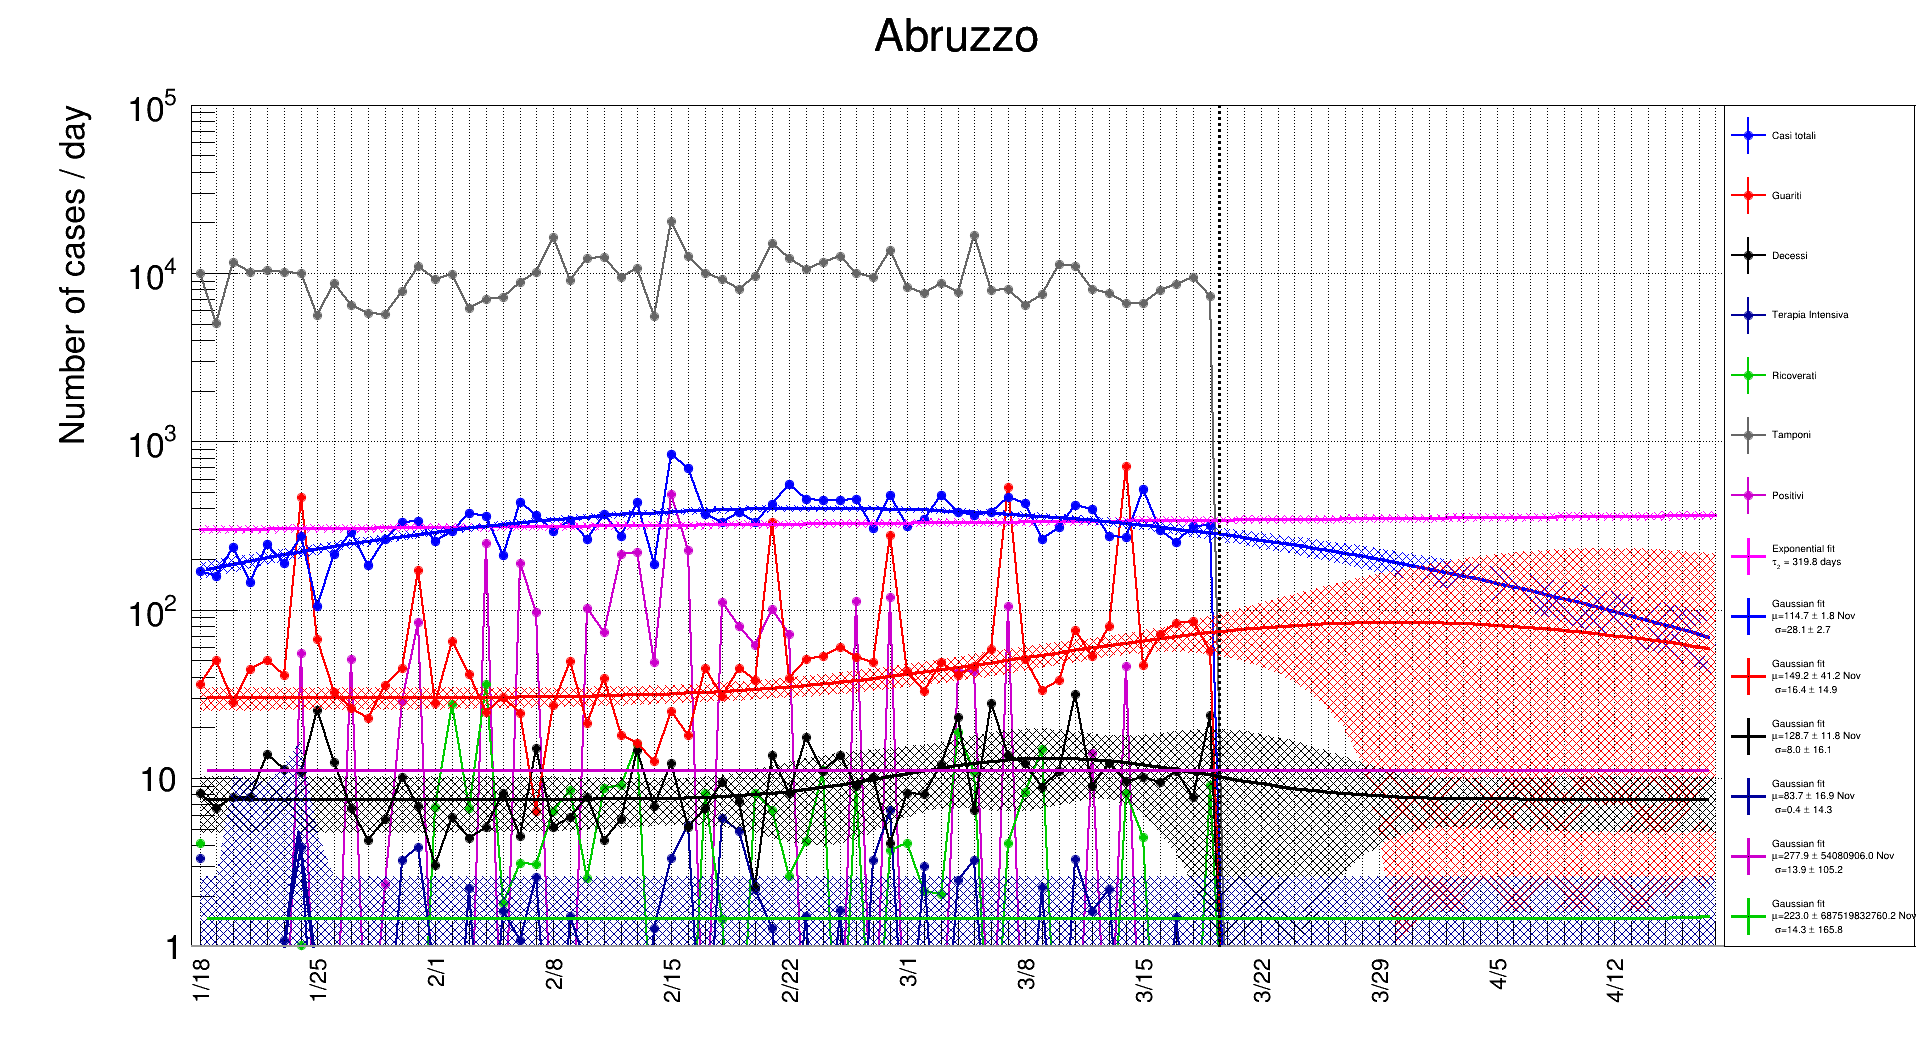 Abruzzo
Number of cases / day
10^5
10^4
10^3
10^2
10
1
1/18
1/25
2/1
2/8
2/15
2/22
3/1
3/8
3/15
3/22
3/29
4/5
4/12
Casi totali
Guariti
Decessi
Terapia Intensiva
Ricoverati
Tamponi
Positivi
Exponential fit
τ_2 = 319.8 days
Gaussian fit
μ=114.7 ± 1.8 Nov
σ=28.1 ± 2.7
Gaussian fit
μ=149.2 ± 41.2 Nov
σ=16.4 ± 14.9
Gaussian fit
μ=128.7 ± 11.8 Nov
σ=8.0 ± 16.1
Gaussian fit
μ=83.7 ± 16.9 Nov
σ=0.4 ± 14.3
Gaussian fit
μ=277.9 ± 54080906.0 Nov
σ=13.9 ± 105.2
Gaussian fit
μ=223.0 ± 687519832760.2 Nov
σ=14.3 ± 165.8